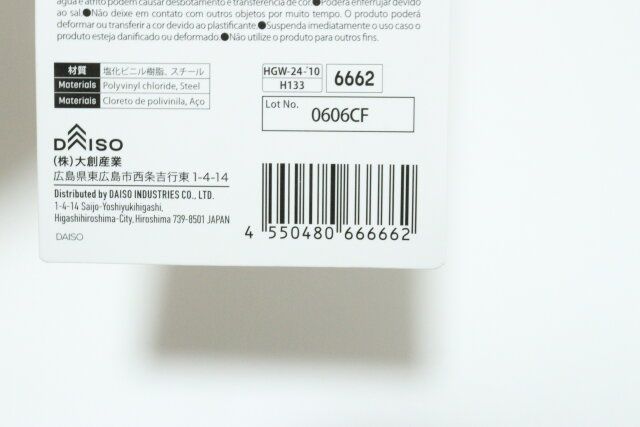 água e atrito podem causar desbotamento e transferência de cor.●Poderá enferrujar devido
ao sal.●Não deixe em contato com outros objetos por muito tempo. O produto poderá
deformar ou transferir a cor devido ao plastificante.●Suspenda imediatamente o uso caso o
produto esteja danificado ou deformado.●Não utilize o produto para outros fins.
材質 塩化ビニル樹脂、スチール
Materials Polyvinyl chloride, Steel
Materiais Cloreto de polivinila, Aço
HGW-24-'10
H133
6662
Lot No.
0606CF
DAISO
(株)大創産業
広島県東広島市西条吉行東1-4-14
Distributed by DAISO INDUSTRIES CO., LTD.
1-4-14 Saijo-Yoshiyukihigashi,
Higashihiroshima-City, Hiroshima 739-8501 JAPAN
DAISO
4 550480 666662